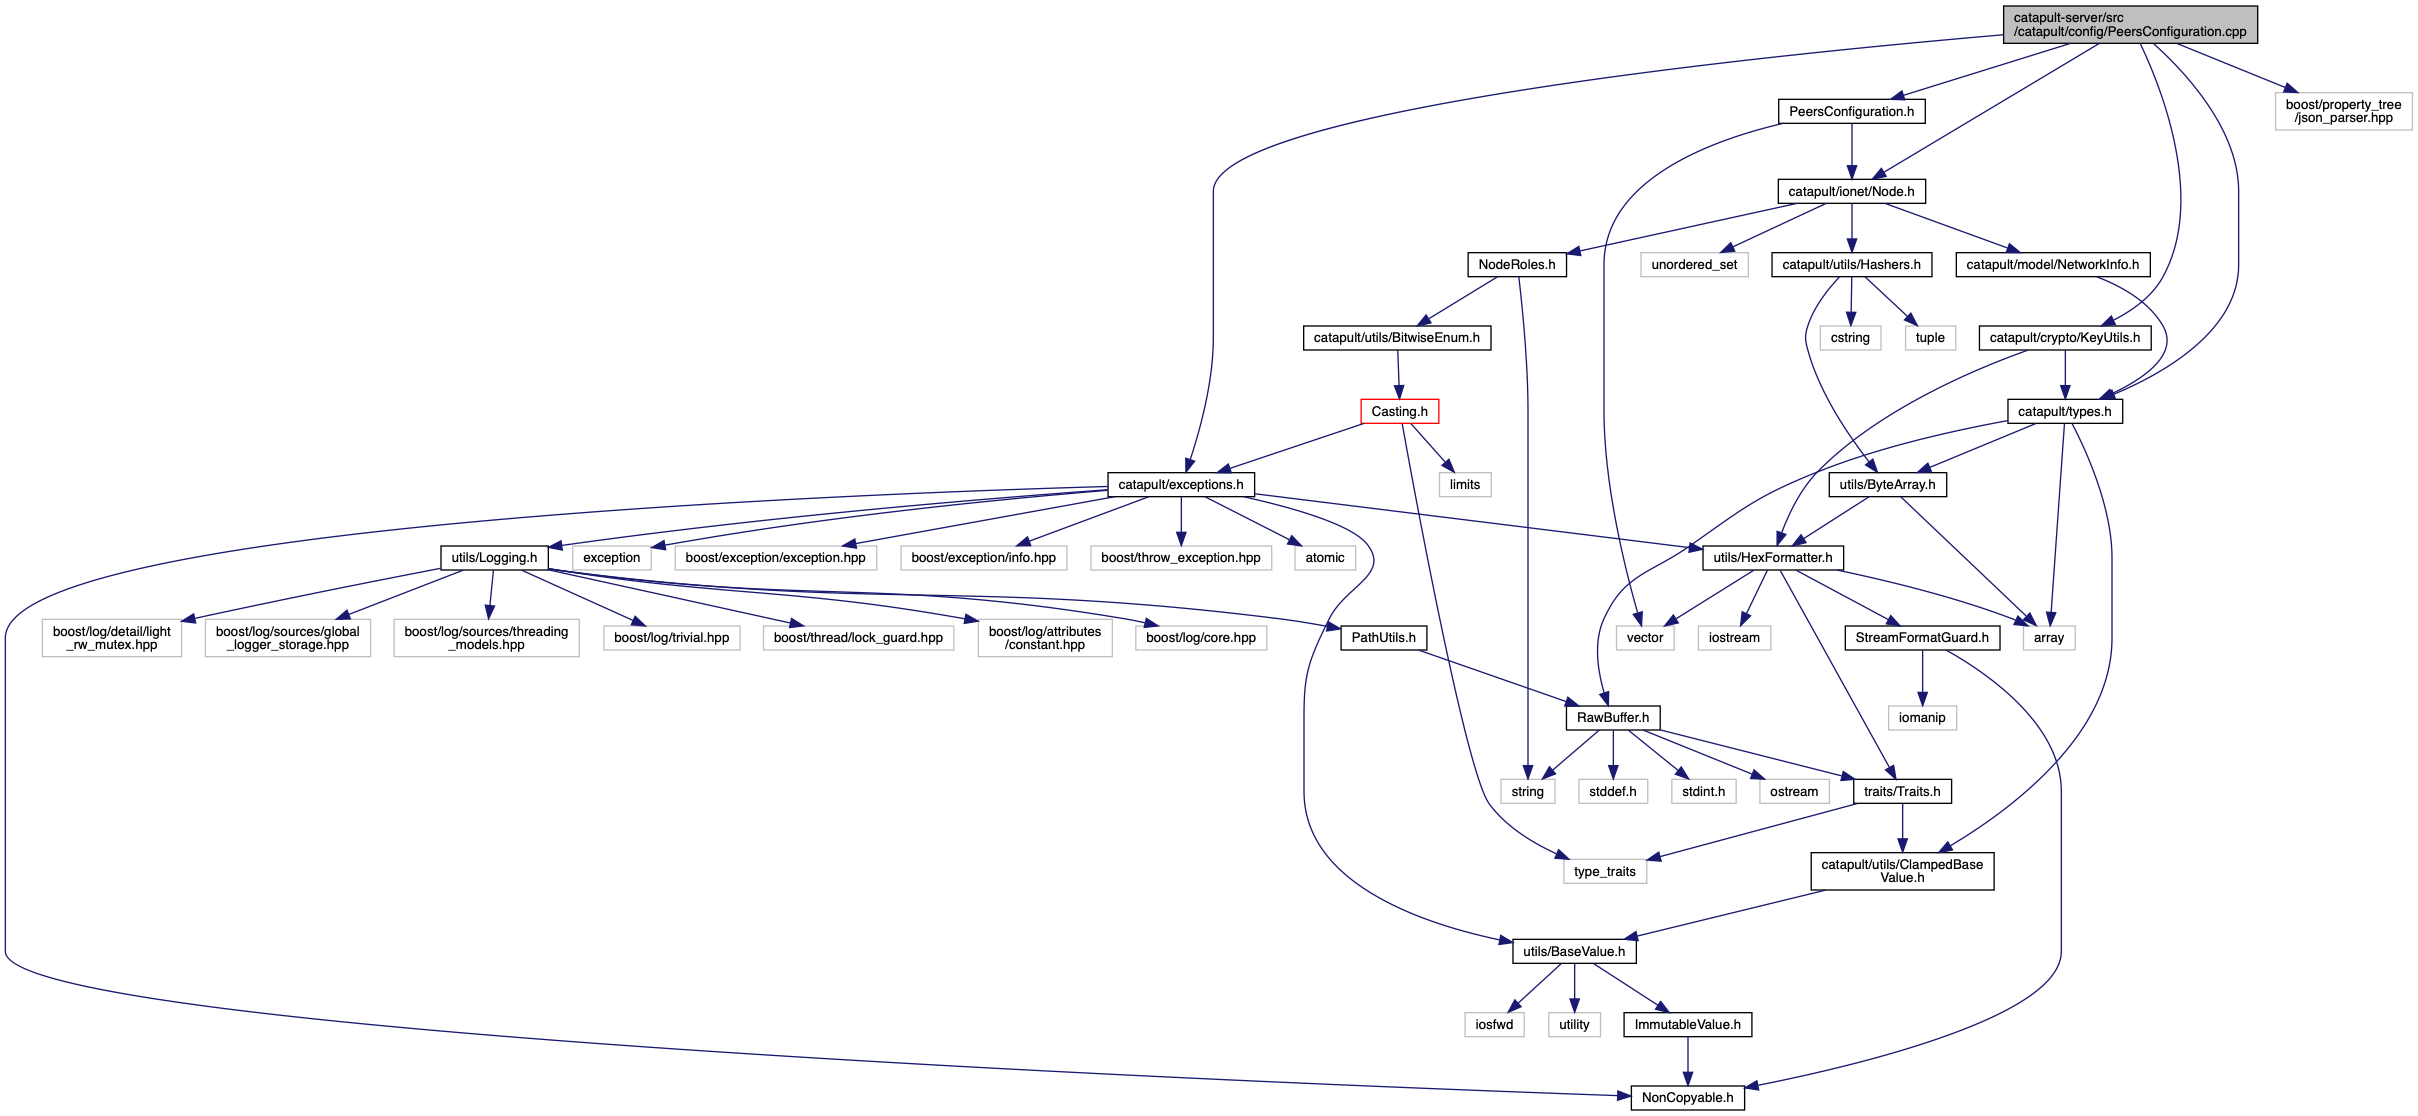 catapult-server/src
/catapult/config/PeersConfiguration.cpp
PeersConfiguration.h
boost/property_tree
/json_parser.hpp
catapult/ionet/Node.h
NodeRoles.h
unordered_set
catapult/utils/Hashers.h
catapult/model/NetworkInfo.h
catapult/utils/BitwiseEnum.h
cstring
tuple
catapult/crypto/KeyUtils.h
Casting.h
catapult/types.h
catapult/exceptions.h
limits
utils/ByteArray.h
utils/Logging.h
exception
boost/exception/exception.hpp
boost/exception/info.hpp
boost/throw_exception.hpp
atomic
utils/HexFormatter.h
boost/log/detail/light
_rw_mutex.hpp
boost/log/sources/global
_logger_storage.hpp
boost/log/sources/threading
_models.hpp
boost/log/trivial.hpp
boost/thread/lock_guard.hpp
boost/log/attributes
/constant.hpp
boost/log/core.hpp
PathUtils.h
vector
iostream
StreamFormatGuard.h
array
RawBuffer.h
iomanip
string
stddef.h
stdint.h
ostream
traits/Traits.h
type_traits
catapult/utils/ClampedBase
Value.h
utils/BaseValue.h
iosfwd
utility
ImmutableValue.h
NonCopyable.h